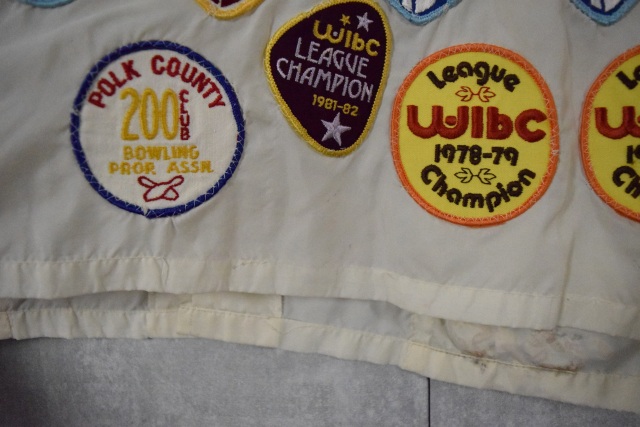 POLK COUNTY
200
CLUB
BOWLING
PROP. ASSN.
WIBC
LEAGUE
CHAMPION
1981-82
League
WIBC
1978-79
Champion